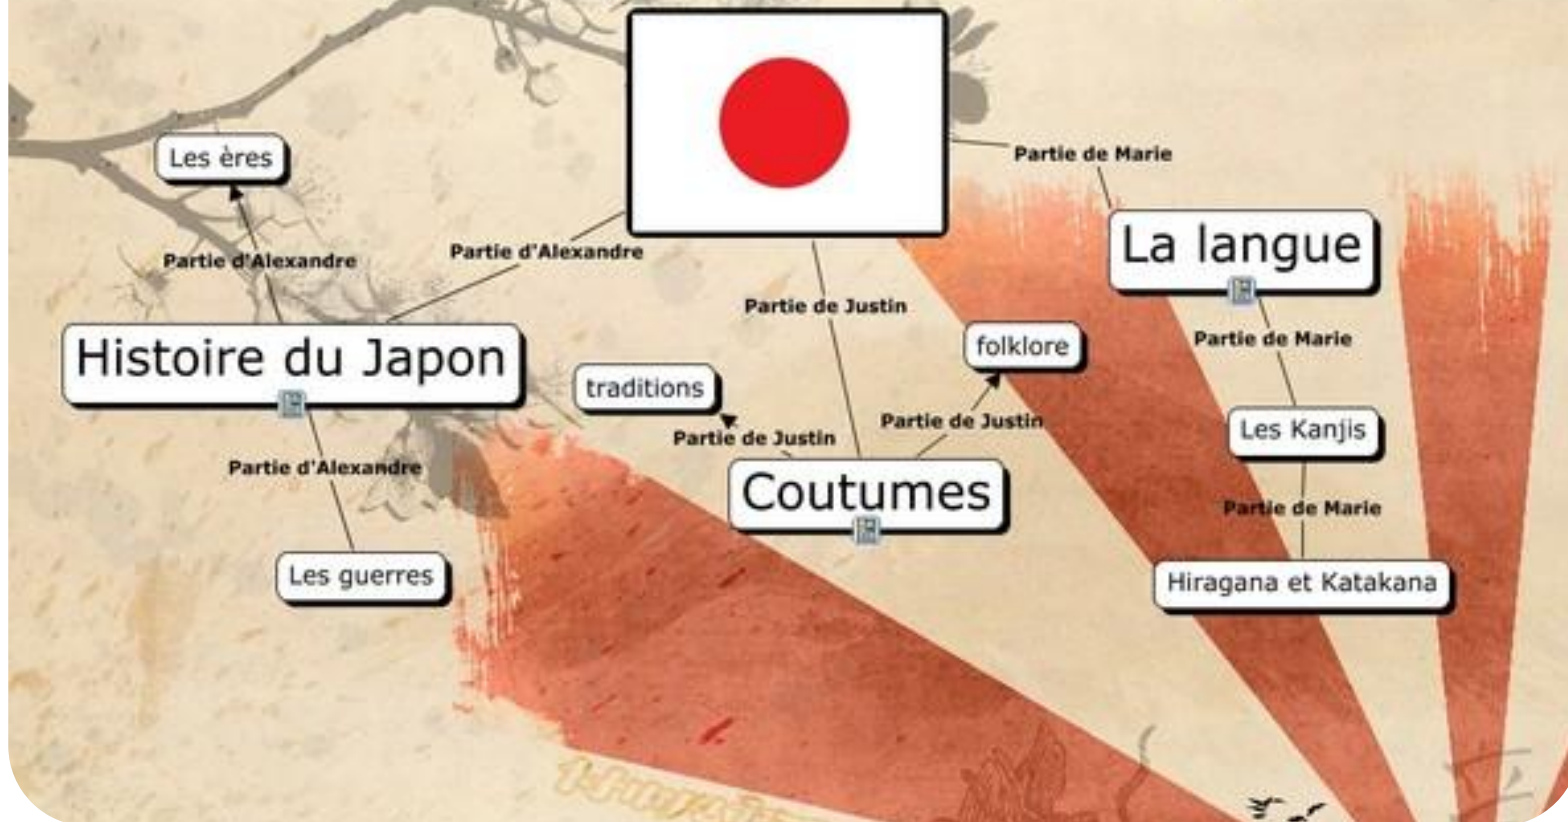 Partie de Marie
Les ères
La langue
Partie d'Alexandre
Partie d'Alexandre
Partie de Justin
Partie de Marie
folklore
Histoire du Japon
traditions
Partie de Justin
Les Kanjis
Partie de Justin
Partie d'Alexandre
Coutumes
Partie de Marie
Les guerres
Hiragana et Katakana